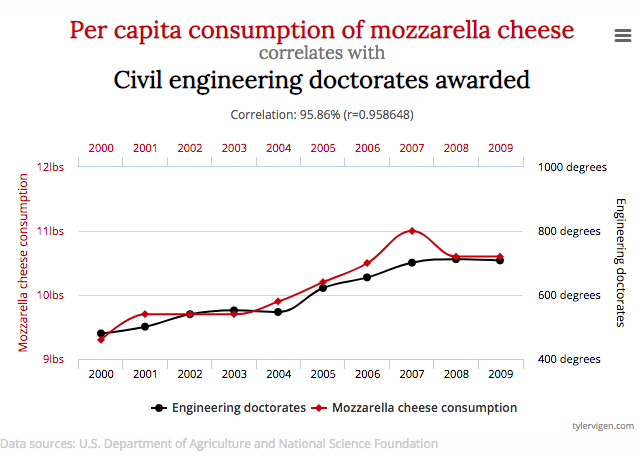 Per capita consumption of mozzarella cheese
correlates with
Civil engineering doctorates awarded
Correlation: 95.86% (r=0.958648)
2000 2001 2002 2003 2004 2005 2006 2007 2008 2009
12lbs 1000 degrees
11lbs 800 degrees
10lbs 600 degrees
9lbs 400 degrees
Mozzarella cheese consumption
Engineering doctorates
2000 2001 2002 2003 2004 2005 2006 2007 2008 2009
Engineering doctorates Mozzarella cheese consumption
tylervigen.com
Data sources: U.S. Department of Agriculture and National Science Foundation